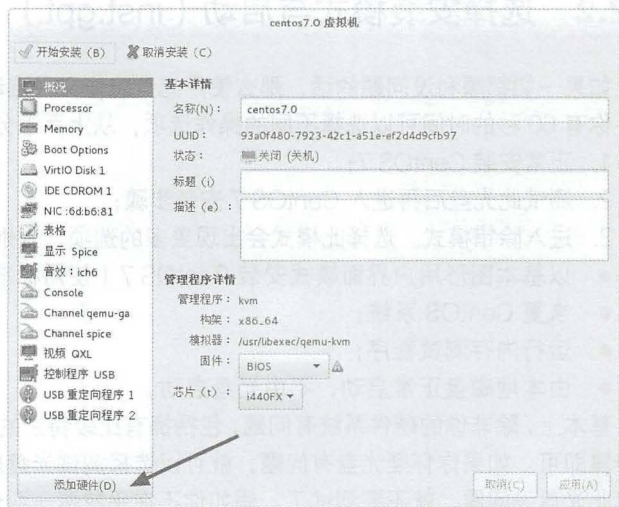 centos7.0 虚拟机
开始安装（B） 取消安装（C）
概况
Processor
Memory
Boot Options
VirtIO Disk 1
IDE CDROM 1
NIC :6d:b6:81
表格
显示 Spice
音效：ich6
Console
Channel qemu-ga
Channel spice
视频 QXL
控制程序 USB
USB 重定向程序 1
USB 重定向程序 2
添加硬件(D)
基本详情
名称(N)： centos7.0
UUID： 93a0f480-7923-42c1-a51e-ef2d4d9cfb97
状态： 关闭 (关机)
标题（i）
描述（e）：
管理程序详情
管理程序： kvm
构架： x86_64
模拟器： /usr/libexec/qemu-kvm
固件： BIOS
芯片（t）： i440FX
取消(C) 应用(A)